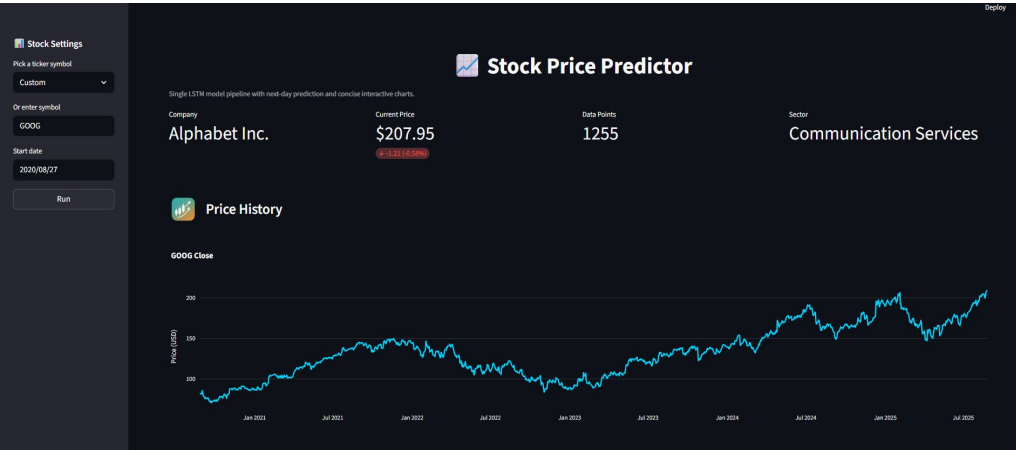 Deploy
Stock Settings
Pick a ticker symbol
Custom
Or enter symbol
GOOG
Start date
2020/08/27
Run
Stock Price Predictor
Single LSTM model pipeline with next-day prediction and concise interactive charts.
Company
Alphabet Inc.
Current Price
$207.95
↓ -1.21 (-0.58%)
Data Points
1255
Sector
Communication Services
Price History
GOOG Close
Price (USD)
200
150
100
Jan 2021
Jul 2021
Jan 2022
Jul 2022
Jan 2023
Jul 2023
Jan 2024
Jul 2024
Jan 2025
Jul 2025